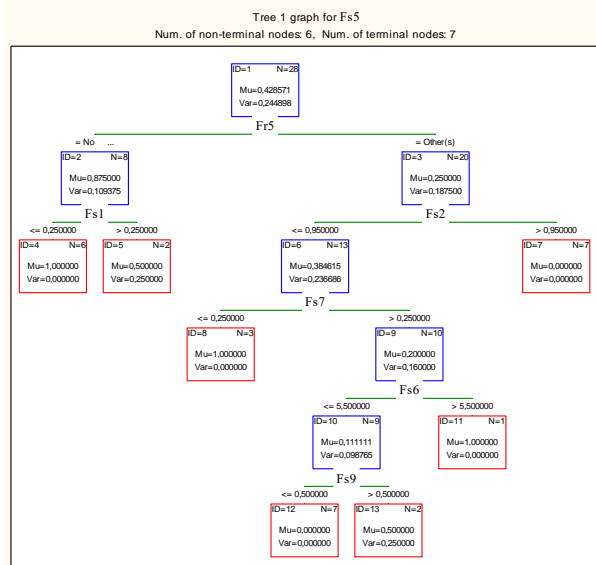 Tree 1 graph for Fs5
Num. of non-terminal nodes: 6, Num. of terminal nodes: 7
ID=1 N=28
Mu=0,428571
Var=0,244898
Fr5
= No ... = Other(s)
ID=2 N=8 ID=3 N=20
Mu=0,875000 Mu=0,250000
Var=0,109375 Var=0,187500
Fs1 Fs2
<= 0,250000 > 0,250000 <= 0,950000 > 0,950000
ID=4 N=6 ID=5 N=2 ID=6 N=13 ID=7 N=7
Mu=1,000000 Mu=0,500000 Mu=0,384615 Mu=0,000000
Var=0,000000 Var=0,250000 Var=0,236686 Var=0,000000
Fs7
<= 0,250000 > 0,250000
ID=8 N=3 ID=9 N=10
Mu=1,000000 Mu=0,200000
Var=0,000000 Var=0,160000
Fs6
<= 5,500000 > 5,500000
ID=10 N=9 ID=11 N=1
Mu=0,111111 Mu=1,000000
Var=0,098765 Var=0,000000
Fs9
<= 0,500000 > 0,500000
ID=12 N=7 ID=13 N=2
Mu=0,000000 Mu=0,500000
Var=0,000000 Var=0,250000